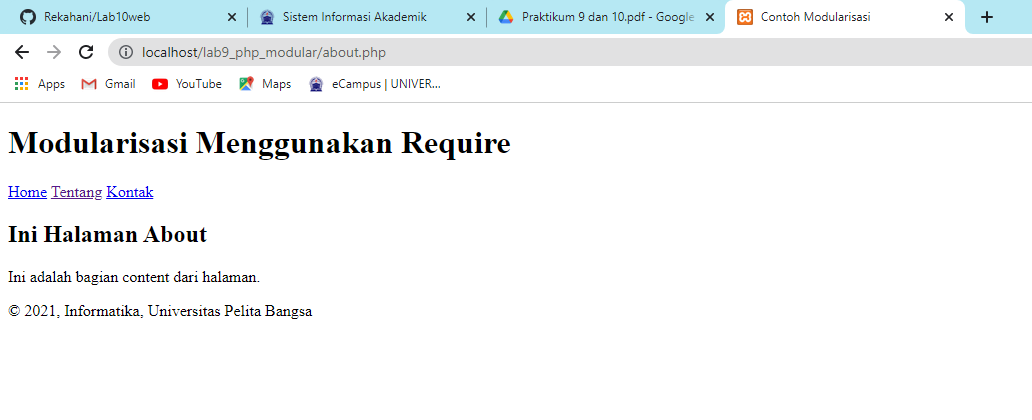 Rekahani/Lab10web
Sistem Informasi Akademik
Praktikum 9 dan 10.pdf - Google
Contoh Modularisasi
localhost/lab9_php_modular/about.php
Apps
Gmail
YouTube
Maps
eCampus | UNIVER...
Modularisasi Menggunakan Require
Home Tentang Kontak
Ini Halaman About
Ini adalah bagian content dari halaman.
© 2021, Informatika, Universitas Pelita Bangsa